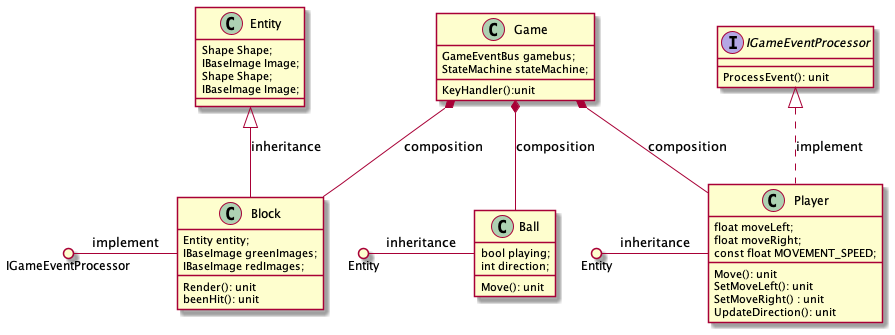 C Entity
Shape Shape;
IBaseImage Image;
Shape Shape;
IBaseImage Image;
C Game
GameEventBus gamebus;
StateMachine stateMachine;
KeyHandler():unit
I IGameEventProcessor
ProcessEvent(): unit
inheritance
composition
composition
composition
implement
C Block
Entity entity;
IBaseImage greenImages;
IBaseImage redImages;
Render(): unit
beenHit(): unit
implement
IGameEventProcessor
C Ball
bool playing;
int direction;
Move(): unit
inheritance
Entity
C Player
float moveLeft;
float moveRight;
const float MOVEMENT_SPEED;
Move(): unit
SetMoveLeft(): unit
SetMoveRight() : unit
UpdateDirection(): unit
inheritance
Entity